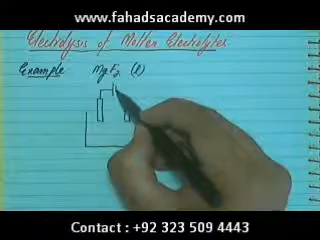 www.fahadsacademy.com
Electrolysis of Molten Electrolytes
Example: MgF₂ (l)
Contact : +92 323 509 4443